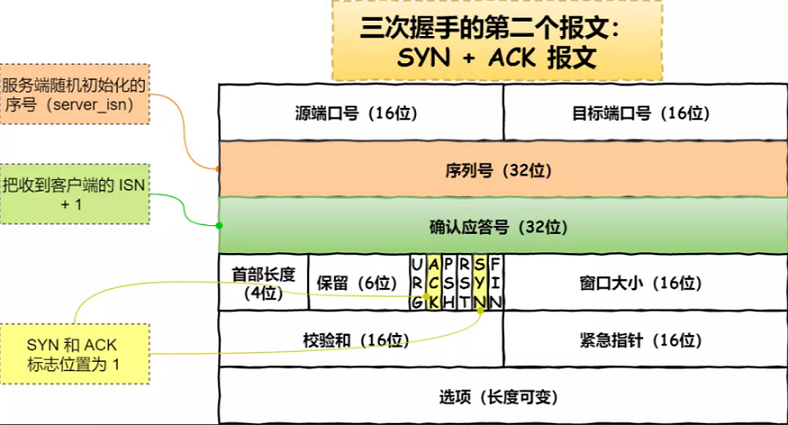 三次握手的第二个报文：
SYN + ACK 报文
服务端随机初始化的
序号（server_isn）
源端口号（16位）
目标端口号（16位）
序列号（32位）
把收到客户端的 ISN
+ 1
确认应答号（32位）
首部长度
（4位）
保留（6位）
URG
ACK
PSH
RST
SYN
FIN
窗口大小（16位）
SYN 和 ACK
标志位置为 1
校验和（16位）
紧急指针（16位）
选项（长度可变）